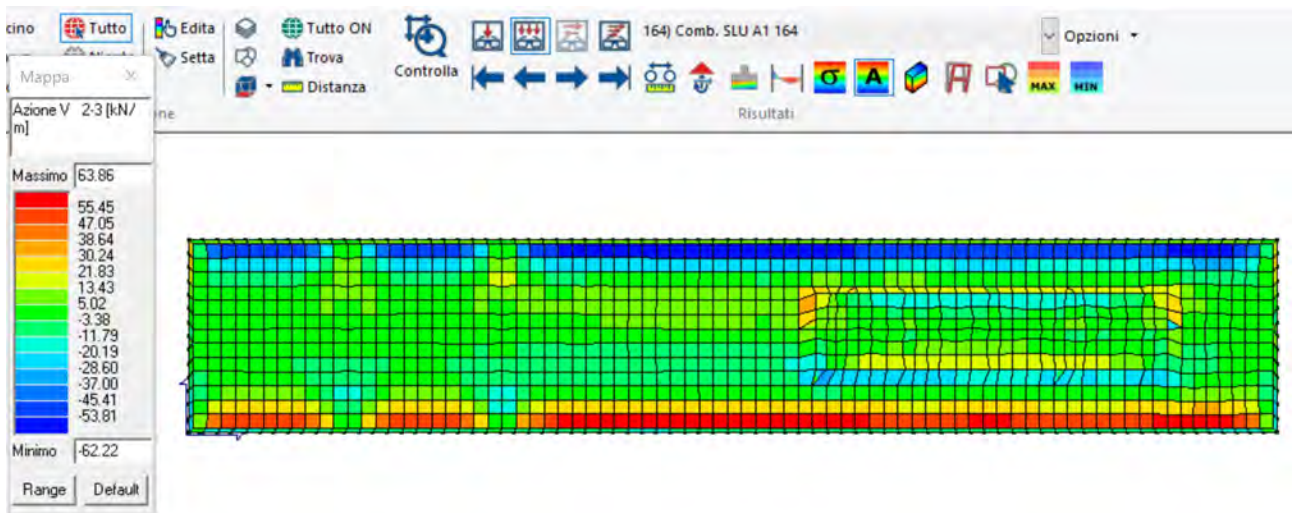 cino Tutto Edita Tutto ON 164) Comb. SLU A1 164 Opzioni
Setta Trova
Controlla
Distanza
Risultati
MAX MIN
σ A
Mappa X
Azione V 2-3 [kN/
m]
Massimo 63.86
55.45
47.05
38.64
30.24
21.83
13.43
5.02
-3.38
-11.79
-20.19
-28.60
-37.00
-45.41
-53.81
Minimo -62.22
Range Default